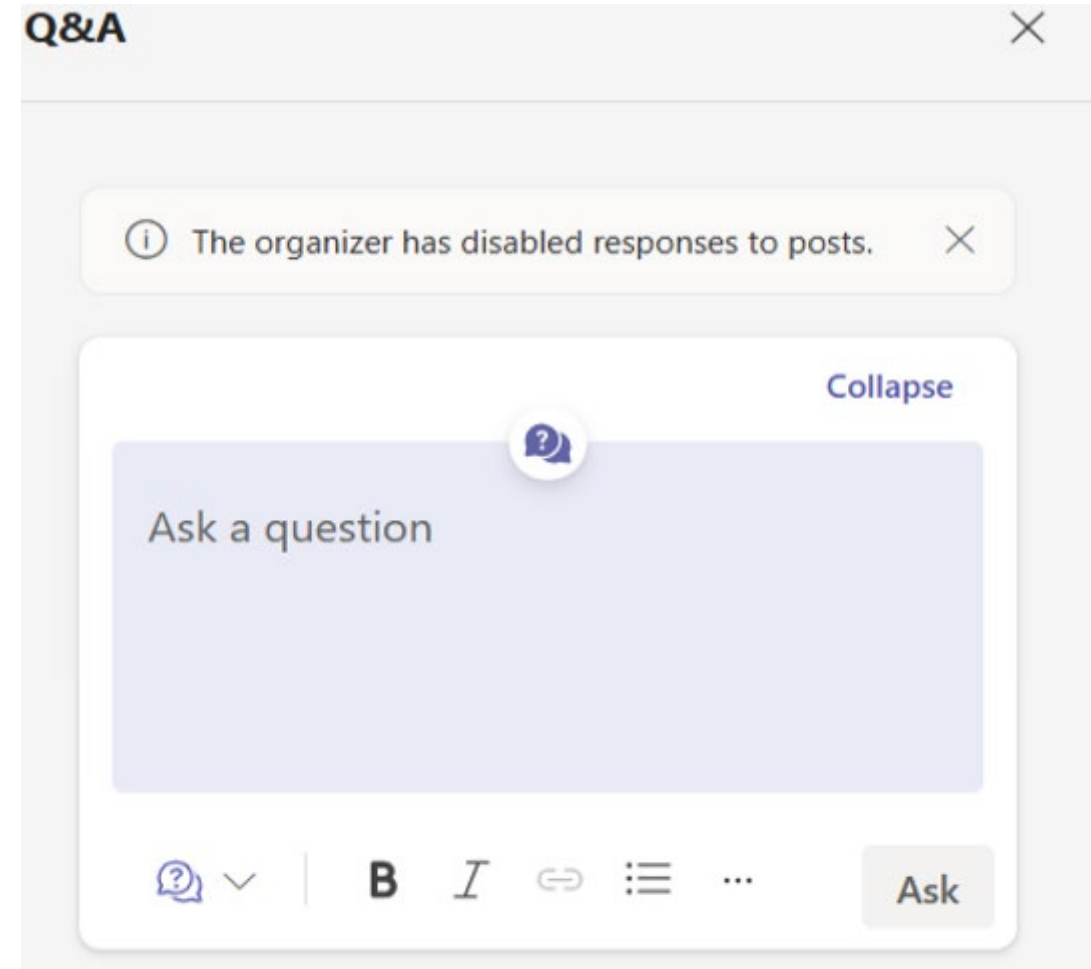 Q&A
The organizer has disabled responses to posts.
Collapse
Ask a question
B I
Ask